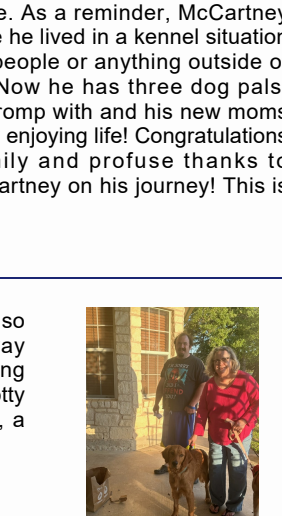 e. As a reminder, McCartney
he lived in a kennel situation
people or anything outside o
Now he has three dog pals
romp with and his new moms
enjoying life! Congratulations
ily and profuse thanks to
artney on his journey! This is
so
ay
ng
tty
, a